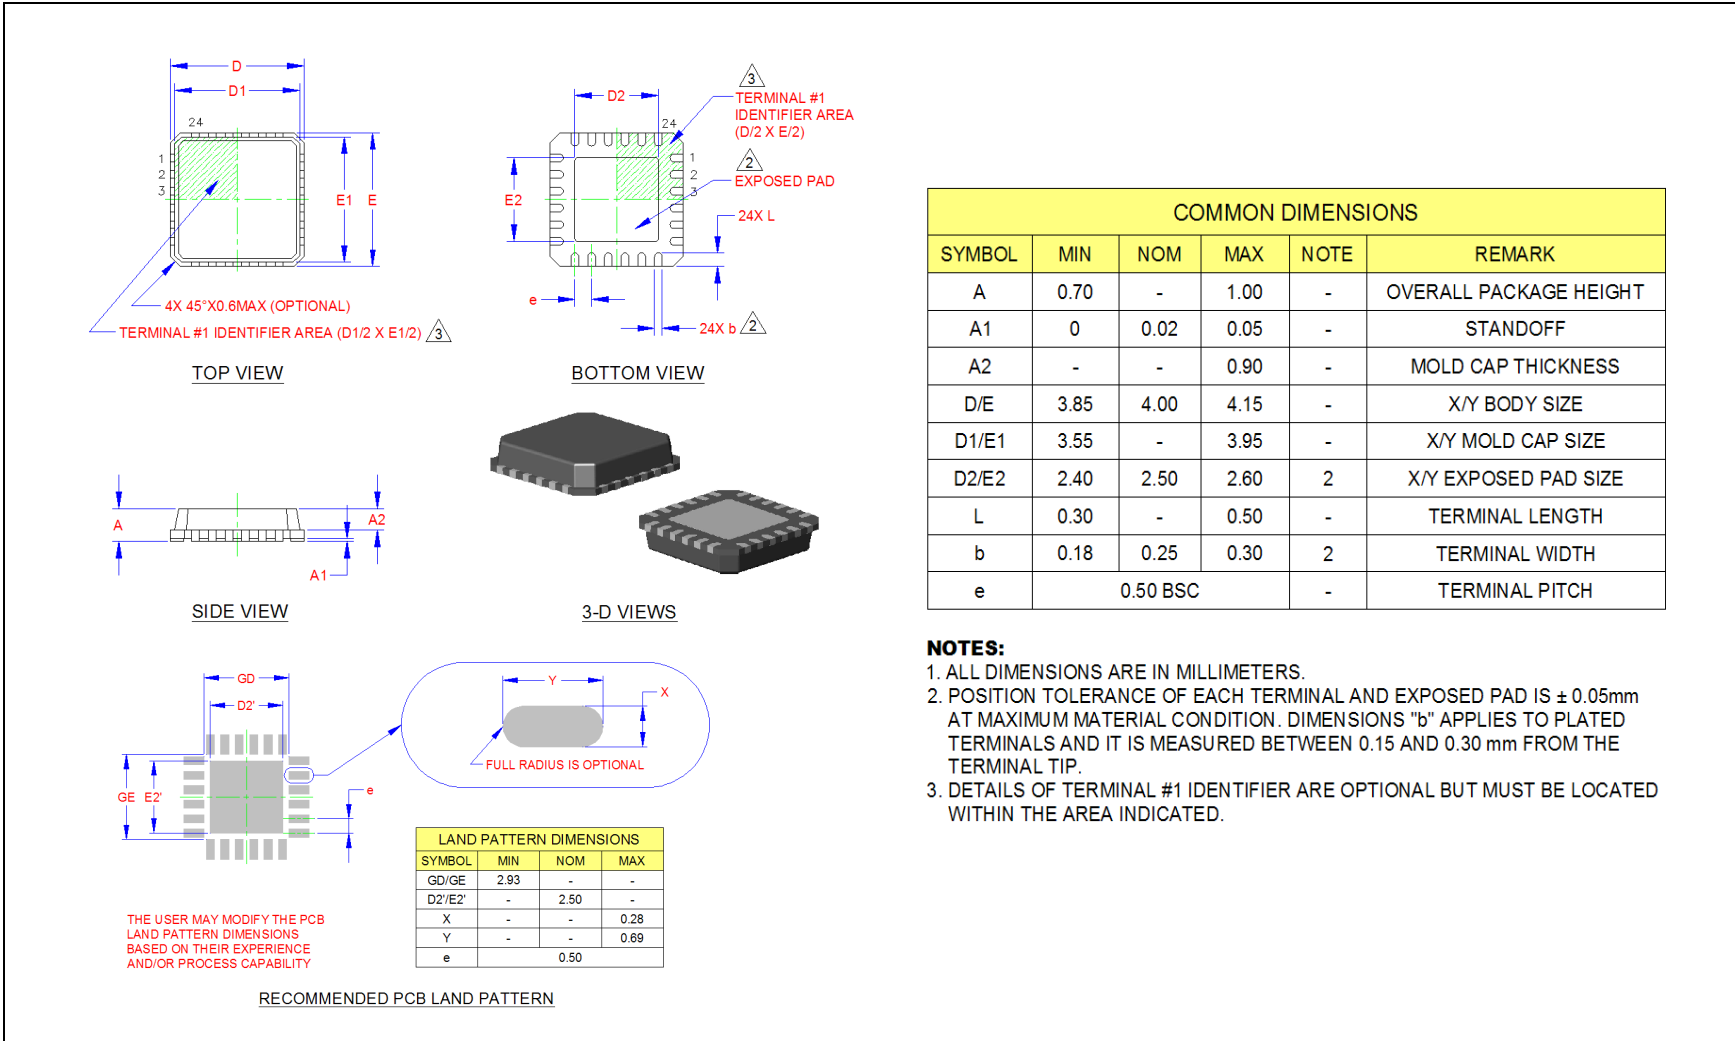 D
D1
24
1
2
3
E1
E
4X 45°X0.6MAX (OPTIONAL)
TERMINAL #1 IDENTIFIER AREA (D1/2 X E1/2) 3
TOP VIEW
D2
3
TERMINAL #1
IDENTIFIER AREA
(D/2 X E/2)
24
1
2
3
2
EXPOSED PAD
E2
24X L
e
24X b 2
BOTTOM VIEW
A
A2
A1
SIDE VIEW
3-D VIEWS
GD
D2'
GE
E2'
e
Y
X
FULL RADIUS IS OPTIONAL
LAND PATTERN DIMENSIONS
SYMBOL MIN NOM MAX
GD/GE 2.93 - -
D2'/E2' - 2.50 -
X - - 0.28
Y - - 0.69
e 0.50
THE USER MAY MODIFY THE PCB
LAND PATTERN DIMENSIONS
BASED ON THEIR EXPERIENCE
AND/OR PROCESS CAPABILITY
RECOMMENDED PCB LAND PATTERN
COMMON DIMENSIONS
SYMBOL MIN NOM MAX NOTE REMARK
A 0.70 - 1.00 - OVERALL PACKAGE HEIGHT
A1 0 0.02 0.05 - STANDOFF
A2 - - 0.90 - MOLD CAP THICKNESS
D/E 3.85 4.00 4.15 - X/Y BODY SIZE
D1/E1 3.55 - 3.95 - X/Y MOLD CAP SIZE
D2/E2 2.40 2.50 2.60 2 X/Y EXPOSED PAD SIZE
L 0.30 - 0.50 - TERMINAL LENGTH
b 0.18 0.25 0.30 2 TERMINAL WIDTH
e 0.50 BSC - TERMINAL PITCH
NOTES:
1. ALL DIMENSIONS ARE IN MILLIMETERS.
2. POSITION TOLERANCE OF EACH TERMINAL AND EXPOSED PAD IS ± 0.05mm
AT MAXIMUM MATERIAL CONDITION. DIMENSIONS "b" APPLIES TO PLATED
TERMINALS AND IT IS MEASURED BETWEEN 0.15 AND 0.30 mm FROM THE
TERMINAL TIP.
3. DETAILS OF TERMINAL #1 IDENTIFIER ARE OPTIONAL BUT MUST BE LOCATED
WITHIN THE AREA INDICATED.